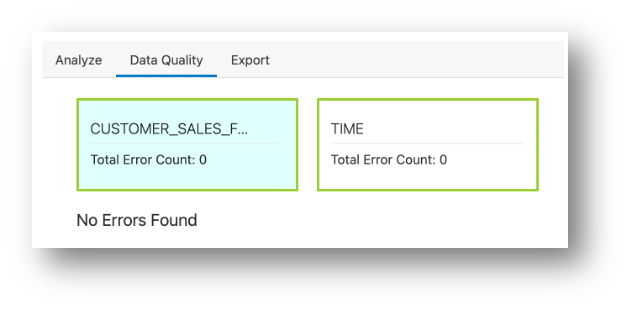 Analyze Data Quality Export
CUSTOMER_SALES_F... TIME
Total Error Count: 0 Total Error Count: 0
No Errors Found